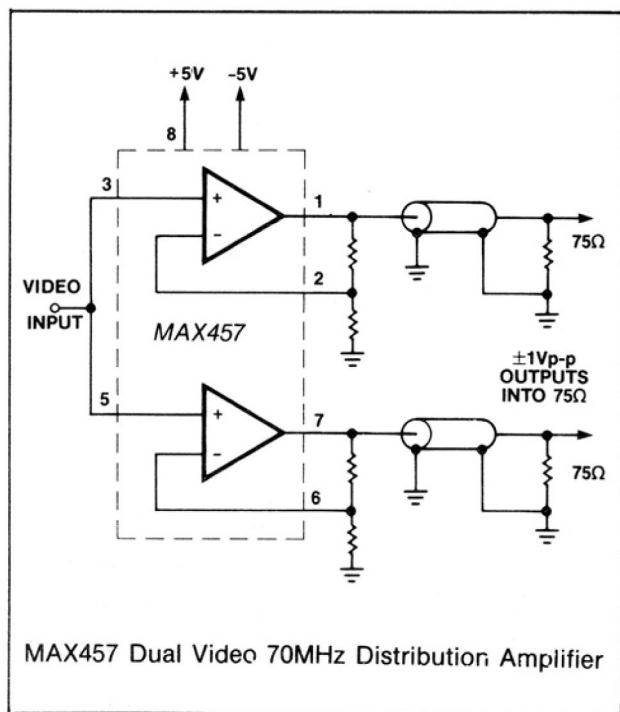 +5V
-5V
8
3
1
2
VIDEO
INPUT
MAX457
75Ω
±1Vp-p
OUTPUTS
INTO 75Ω
5
7
6
75Ω
+
−
+
−
MAX457 Dual Video 70MHz Distribution Amplifier